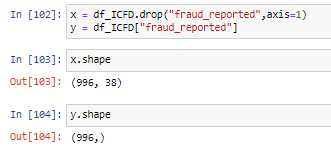 In [102]: x = df_ICFD.drop("fraud_reported",axis=1)
y = df_ICFD["fraud_reported"]
In [103]: x.shape
Out[103]: (996, 38)
In [104]: y.shape
Out[104]: (996,)